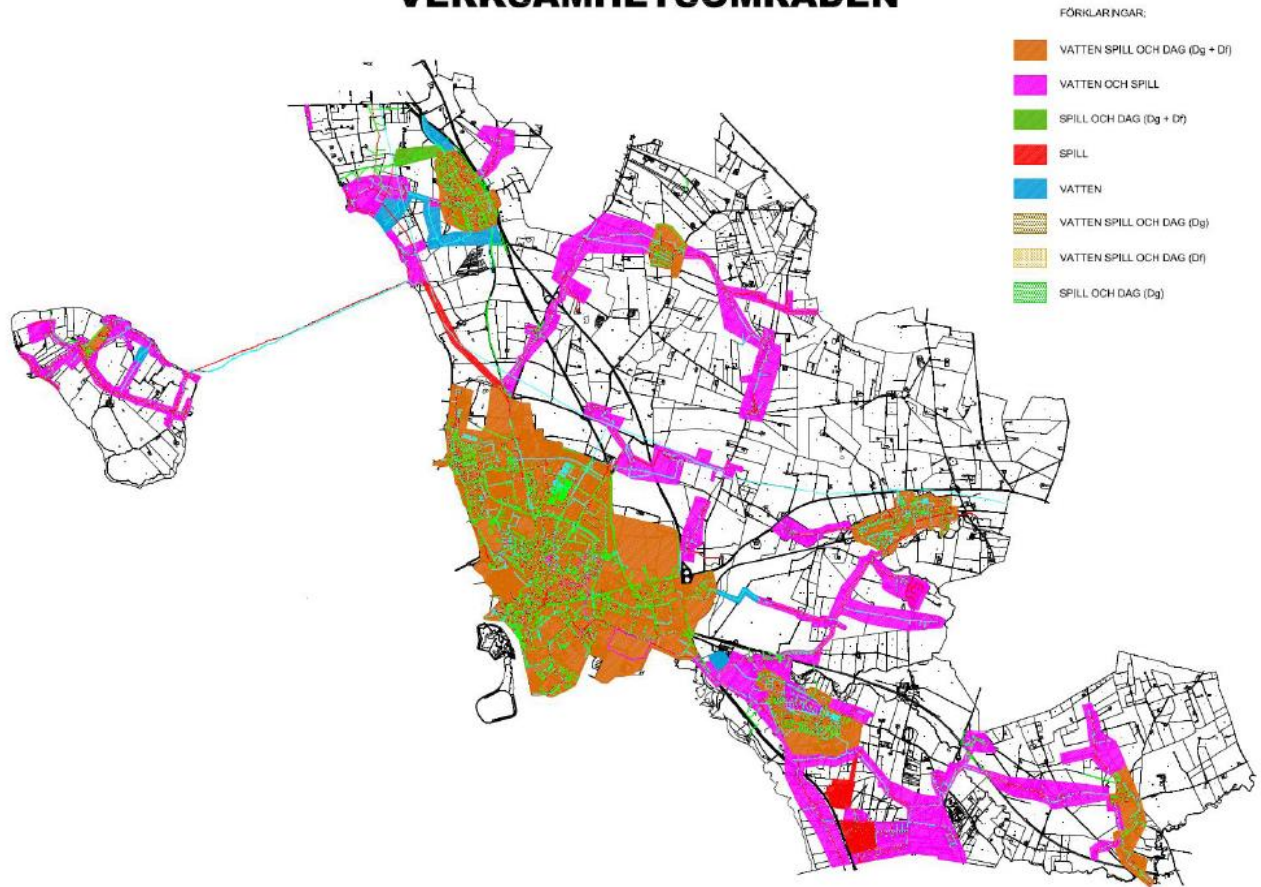 VERKSAMHETSOMRÅDEN
FÖRKLARINGAR;
VATTEN SPILL OCH DAG (Dg + Df)
VATTEN OCH SPILL
SPILL OCH DAG (Dg + Df)
SPILL
VATTEN
VATTEN SPILL OCH DAG (Dg)
VATTEN SPILL OCH DAG (Df)
SPILL OCH DAG (Dg)